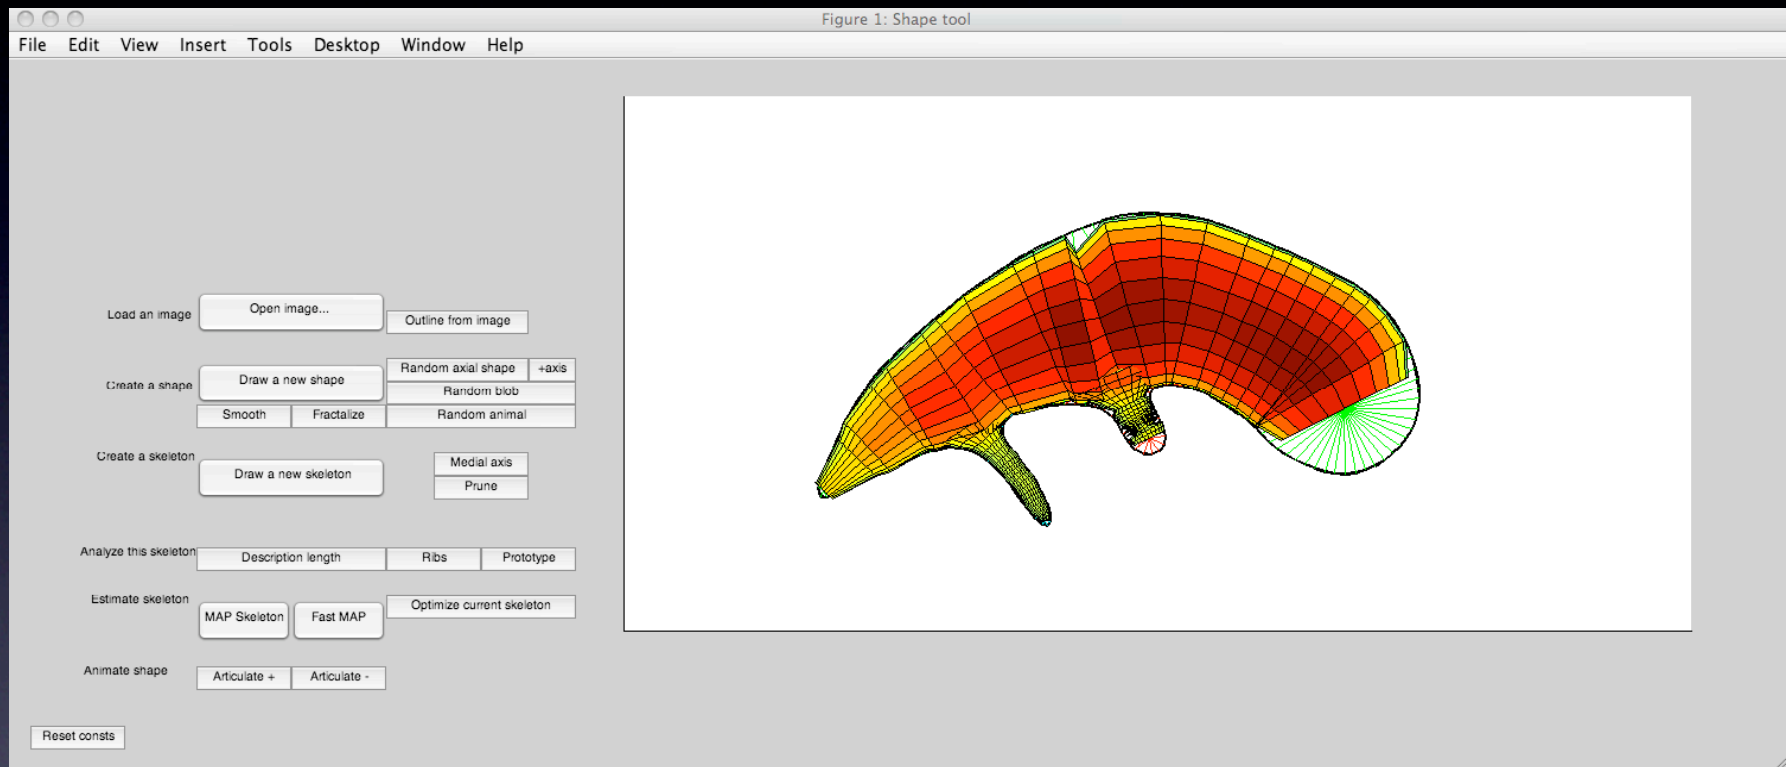 Figure 1: Shape tool
File Edit View Insert Tools Desktop Window Help
Load an image
Open image...
Outline from image
Create a shape
Draw a new shape
Random axial shape
+axis
Random blob
Smooth
Fractalize
Random animal
Create a skeleton
Draw a new skeleton
Medial axis
Prune
Analyze this skeleton
Description length
Ribs
Prototype
Estimate skeleton
MAP Skeleton
Fast MAP
Optimize current skeleton
Animate shape
Articulate +
Articulate -
Reset consts